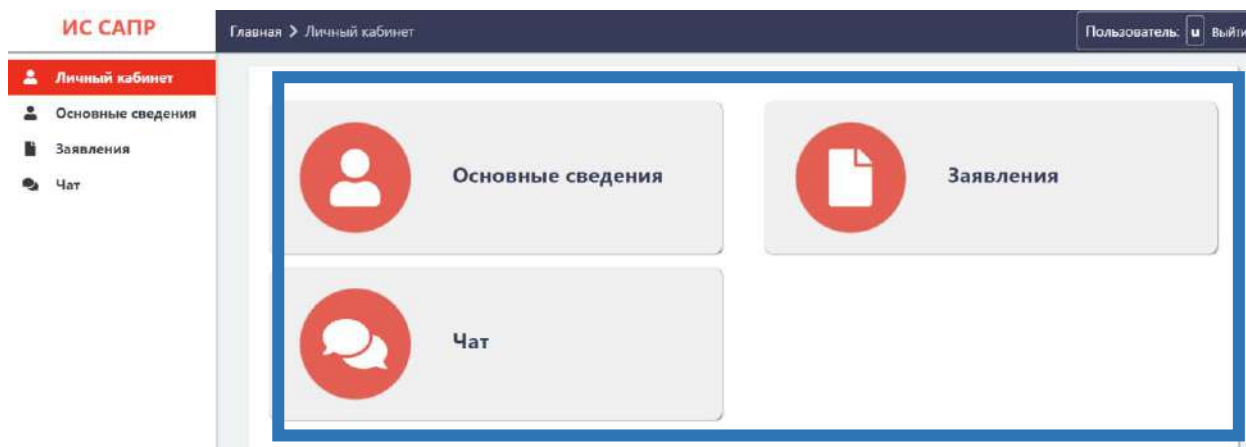 ИС САПР
Главная > Личный кабинет
Пользователь: u Выйти
Личный кабинет
Основные сведения
Заявления
Чат
Основные сведения
Заявления
Чат